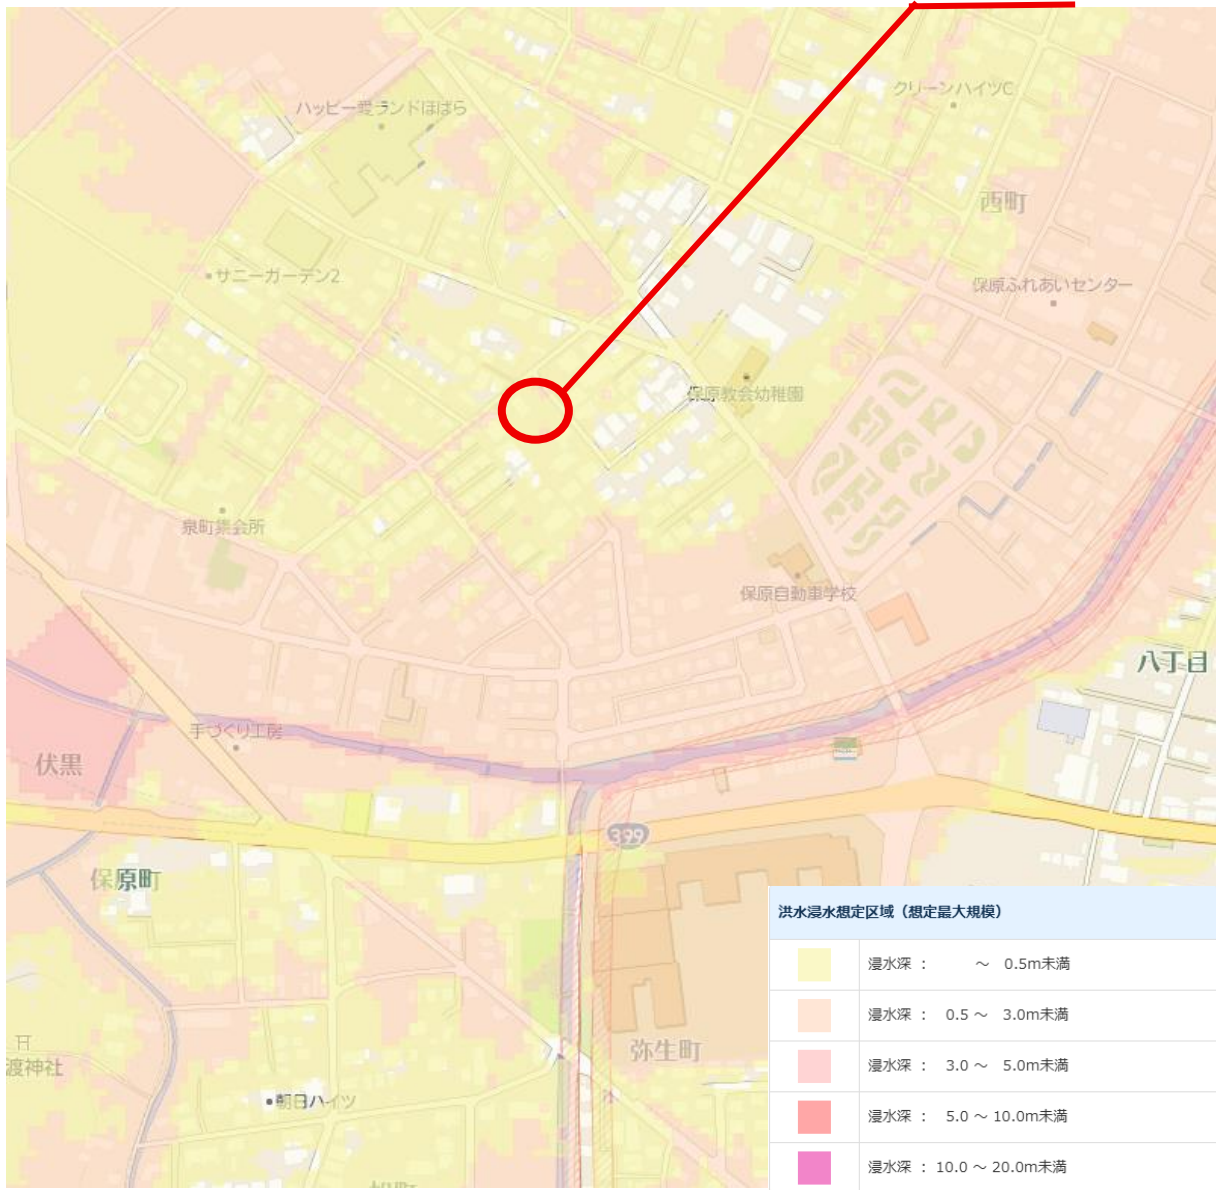 クリーンハイツC
ハッピー愛ランドほばら
西町
サニーガーデン2
保原ふれあいセンター
保原教会幼稚園
泉町集会所
保原自動車学校
八丁目
手づくり工房
伏黒
399
保原町
弥生町
渡神社
朝日ハイツ
洪水浸水想定区域（想定最大規模）
浸水深 ： ～ 0.5m未満
浸水深 ： 0.5 ～ 3.0m未満
浸水深 ： 3.0 ～ 5.0m未満
浸水深 ： 5.0 ～ 10.0m未満
浸水深 ： 10.0 ～ 20.0m未満